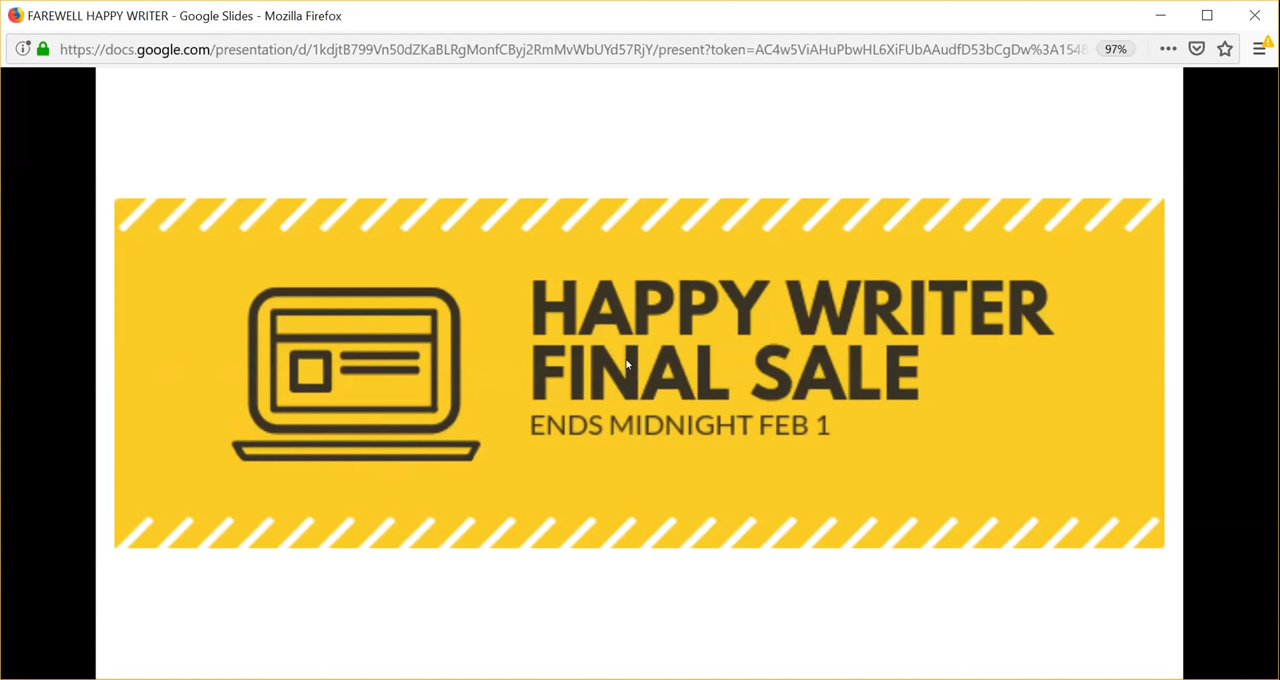 FAREWELL HAPPY WRITER - Google Slides - Mozilla Firefox
https://docs.google.com/presentation/d/1kdjtB799Vn50dZKaBLRgMonfCByj2RmMvWbUYd57RjY/present?token=AC4w5ViAHuPbwHL6XiFUbAAudfD53bCgDw%3A1548
97%
HAPPY WRITER
FINAL SALE
ENDS MIDNIGHT FEB 1